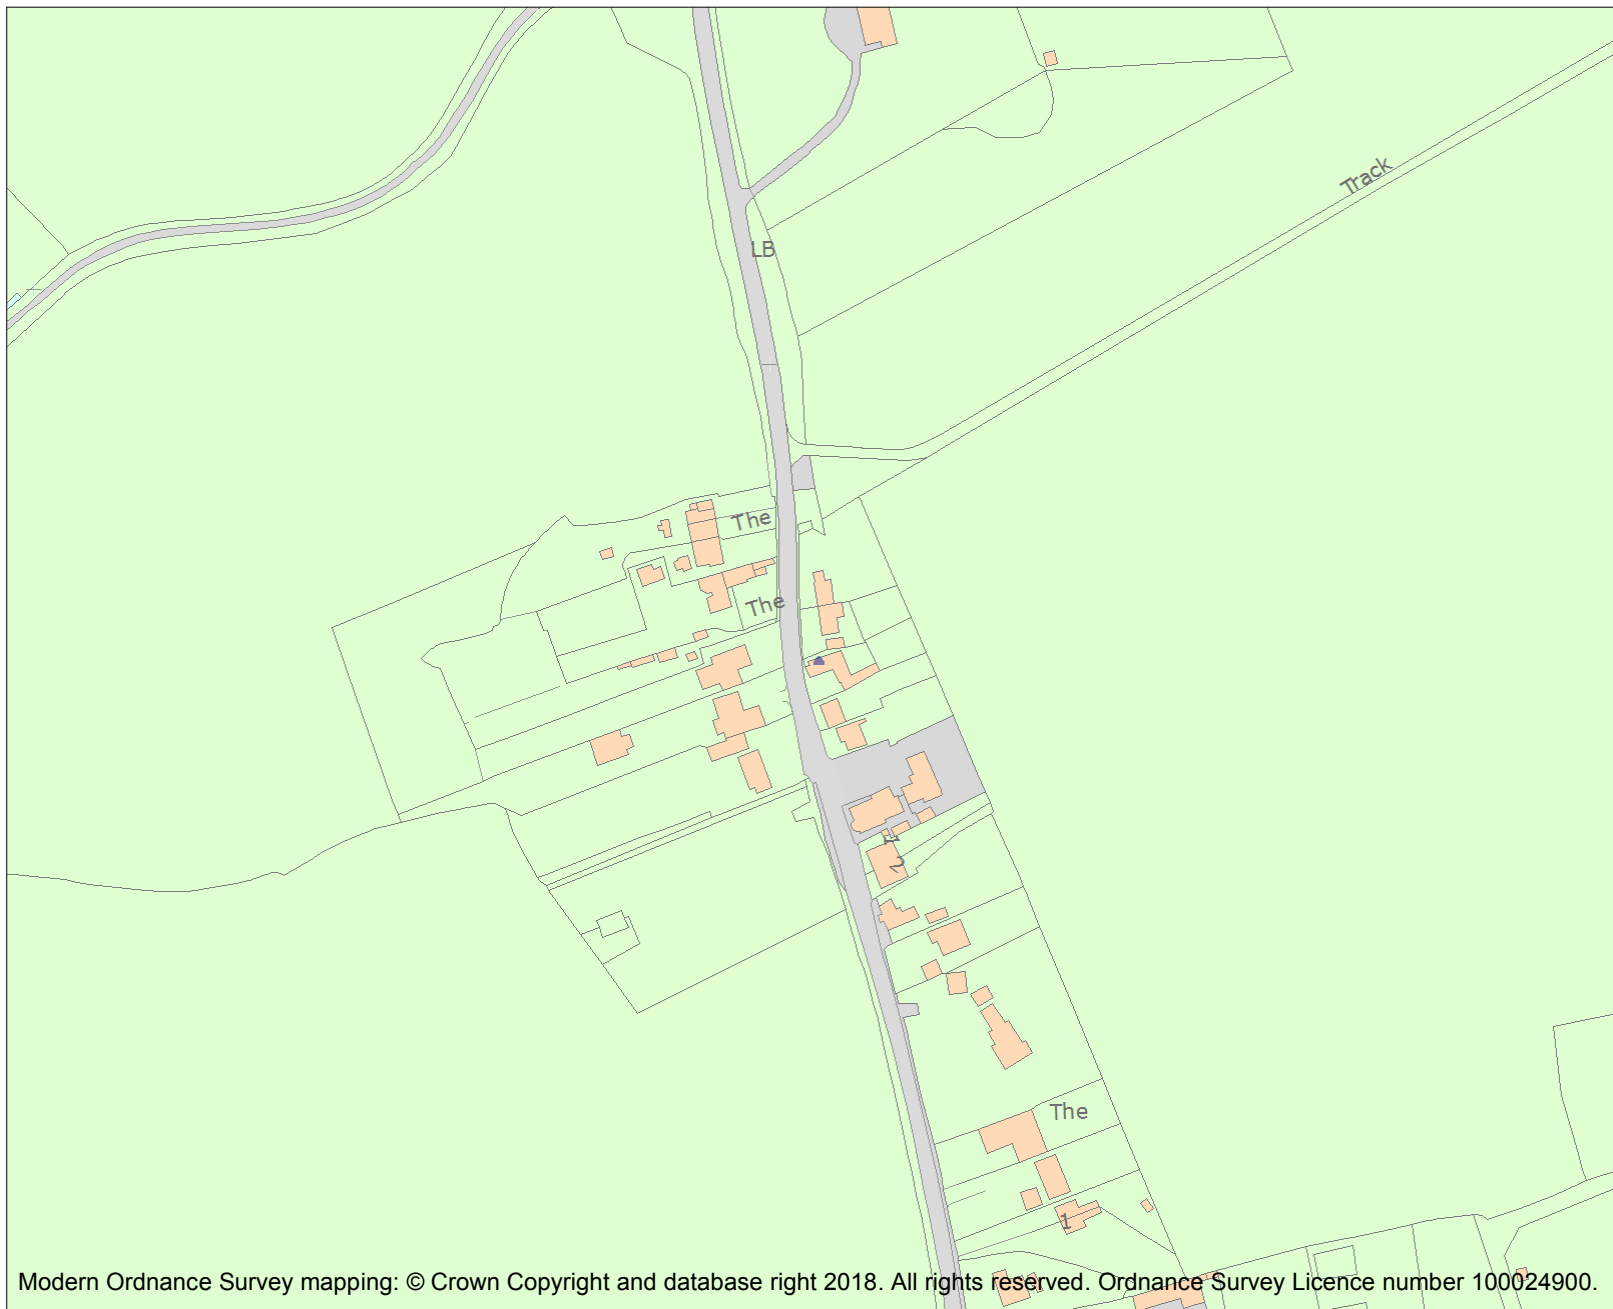 Track
LB
The
The
2
The
1
Modern Ordnance Survey mapping: © Crown Copyright and database right 2018. All rights reserved. Ordnance Survey Licence number 100024900.